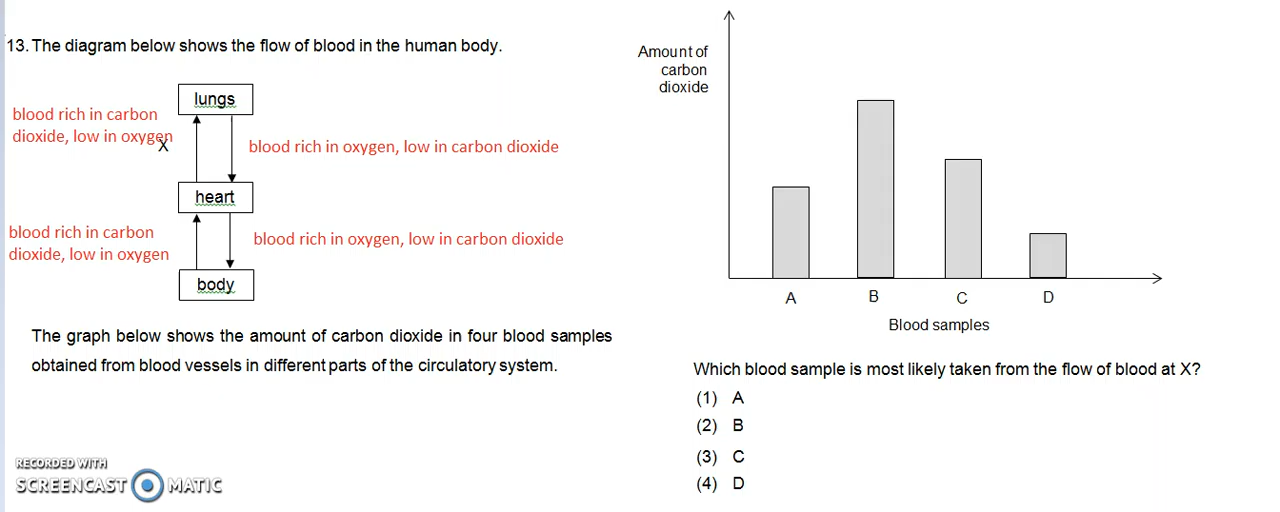 13. The diagram below shows the flow of blood in the human body.
lungs
blood rich in carbon
dioxide, low in oxygen
X
blood rich in oxygen, low in carbon dioxide
heart
blood rich in carbon
dioxide, low in oxygen
blood rich in oxygen, low in carbon dioxide
body
The graph below shows the amount of carbon dioxide in four blood samples
obtained from blood vessels in different parts of the circulatory system.
RECORDED WITH
SCREENCAST MATIC
Amount of
carbon
dioxide
A B C D
Blood samples
Which blood sample is most likely taken from the flow of blood at X?
(1) A
(2) B
(3) C
(4) D